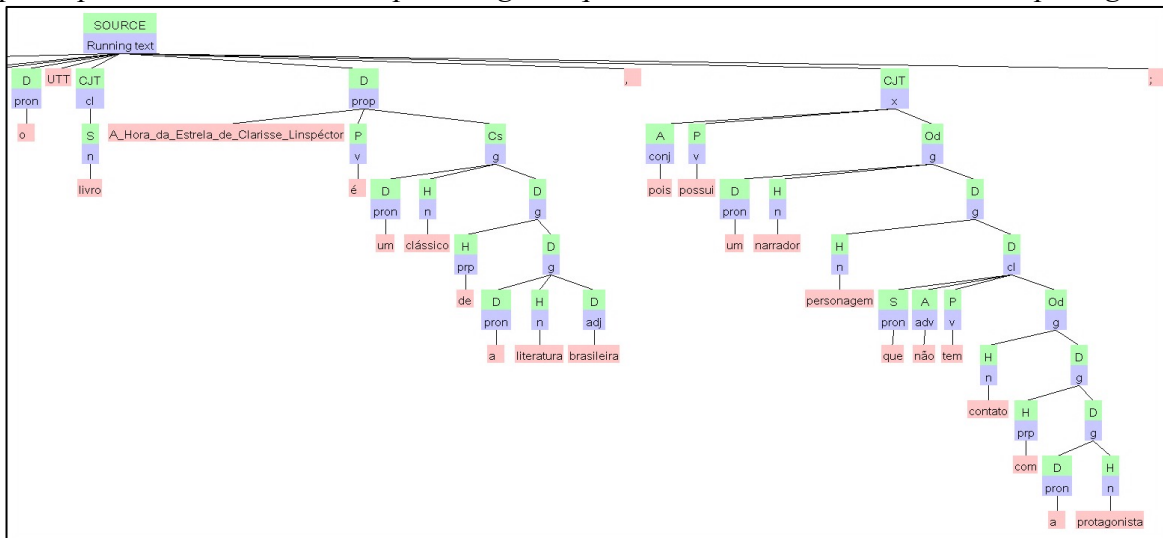 SOURCE
Running text
D UTT CJT D , CJT ;
pron cl prop x
o S A_Hora_da_Estrela_de_Clarisse_Linspéctor P Cs A P Od
n v g conj v g
livro é D H D pois possui D H D
pron n g pron n g
um clássico H D um narrador H D
prp g n cl
de D H D personagem S A P Od
pron n adj pron adv v g
a literatura brasileira que não tem H D
n g
contato H D
prp g
com D H
pron n
a protagonista